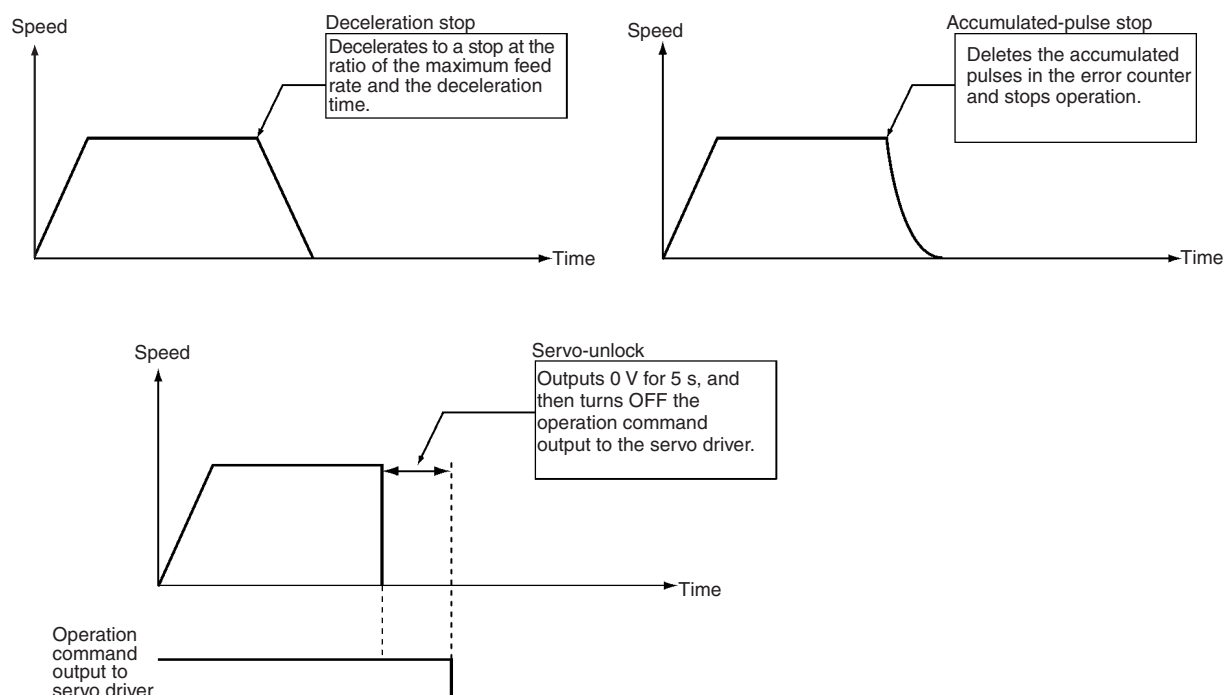 Deceleration stop
Speed
Decelerates to a stop at the
ratio of the maximum feed
rate and the deceleration
time.
Time
Accumulated-pulse stop
Speed
Deletes the accumulated
pulses in the error counter
and stops operation.
Time
Servo-unlock
Speed
Outputs 0 V for 5 s, and
then turns OFF the
operation command
output to the servo driver.
Time
Operation
command
output to
servo driver